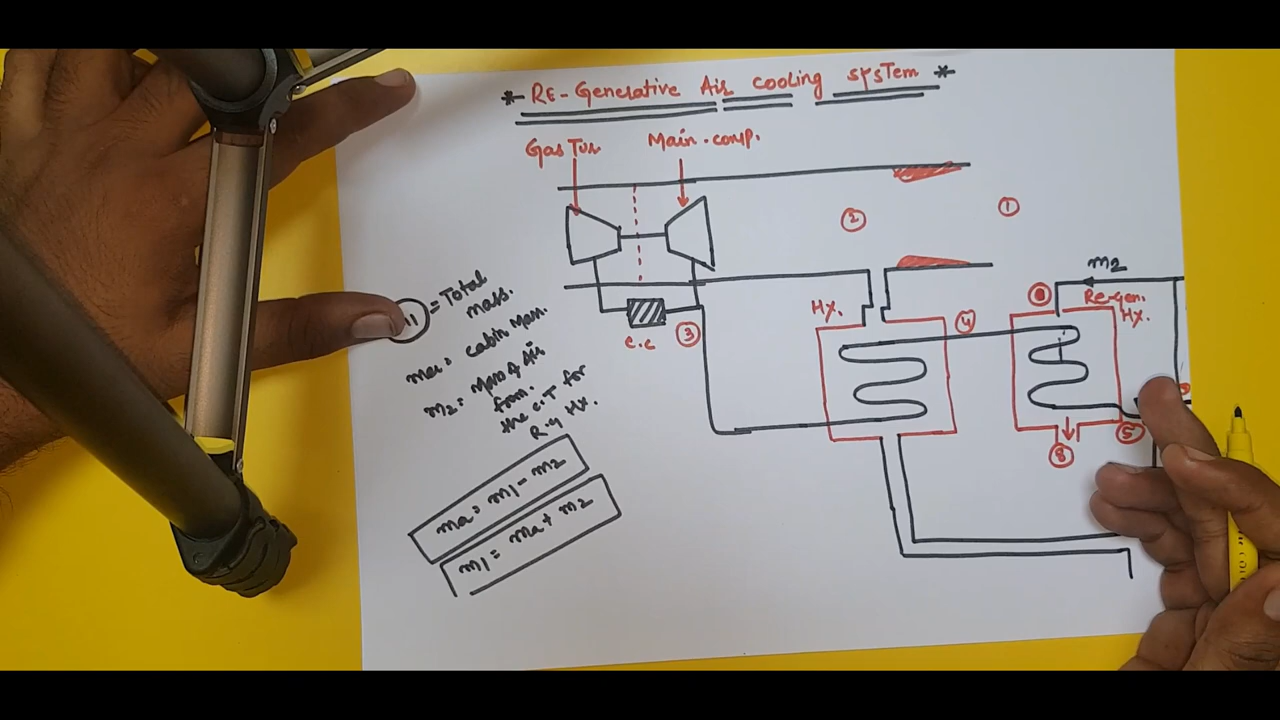 * RE-Generative Air cooling sysTem *
Gas Tur
Main.comp.
①
②
m2
HX.
④
Re-gen.
HX.
③
c.c
⑤
⑧
= Total
mass.
ma = cabin Mass.
m2 = Mass of Air
from.
the C.T for
R.g HX.
ma = m1 - m2
m1 = ma + m2